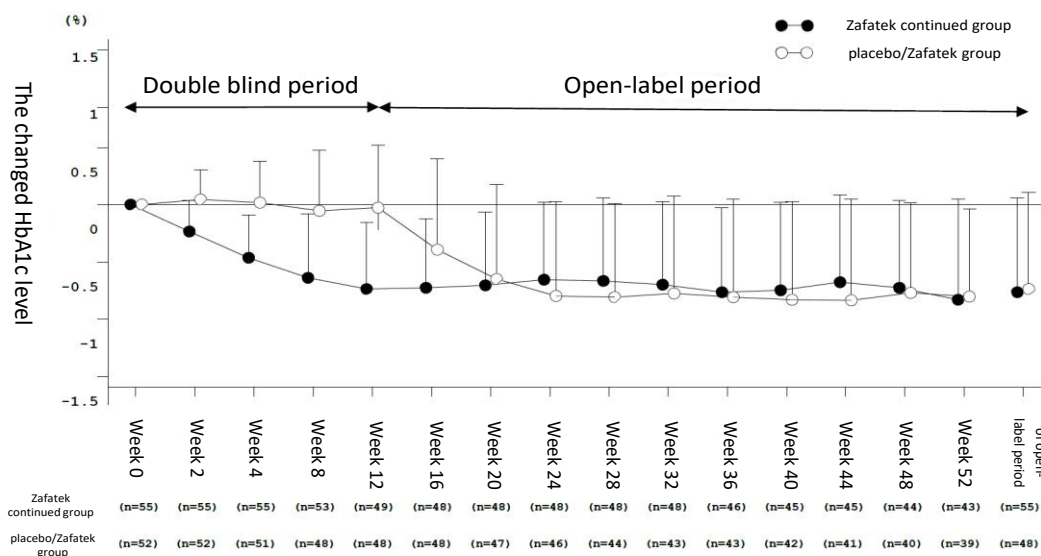 (%)
Zafatek continued group
placebo/Zafatek group
Double blind period
Open-label period
The changed HbA1c level
1.5
1
0.5
0
-0.5
-1
-1.5
Week 0
Week 2
Week 4
Week 8
Week 12
Week 16
Week 20
Week 24
Week 28
Week 32
Week 36
Week 40
Week 44
Week 48
Week 52
of open-
label period
Zafatek
continued group
(n=55) (n=55) (n=55) (n=53) (n=49) (n=48) (n=48) (n=48) (n=48) (n=48) (n=46) (n=45) (n=45) (n=44) (n=43) (n=55)
placebo/Zafatek
group
(n=52) (n=52) (n=51) (n=48) (n=48) (n=48) (n=47) (n=46) (n=44) (n=43) (n=43) (n=42) (n=41) (n=40) (n=39) (n=48)